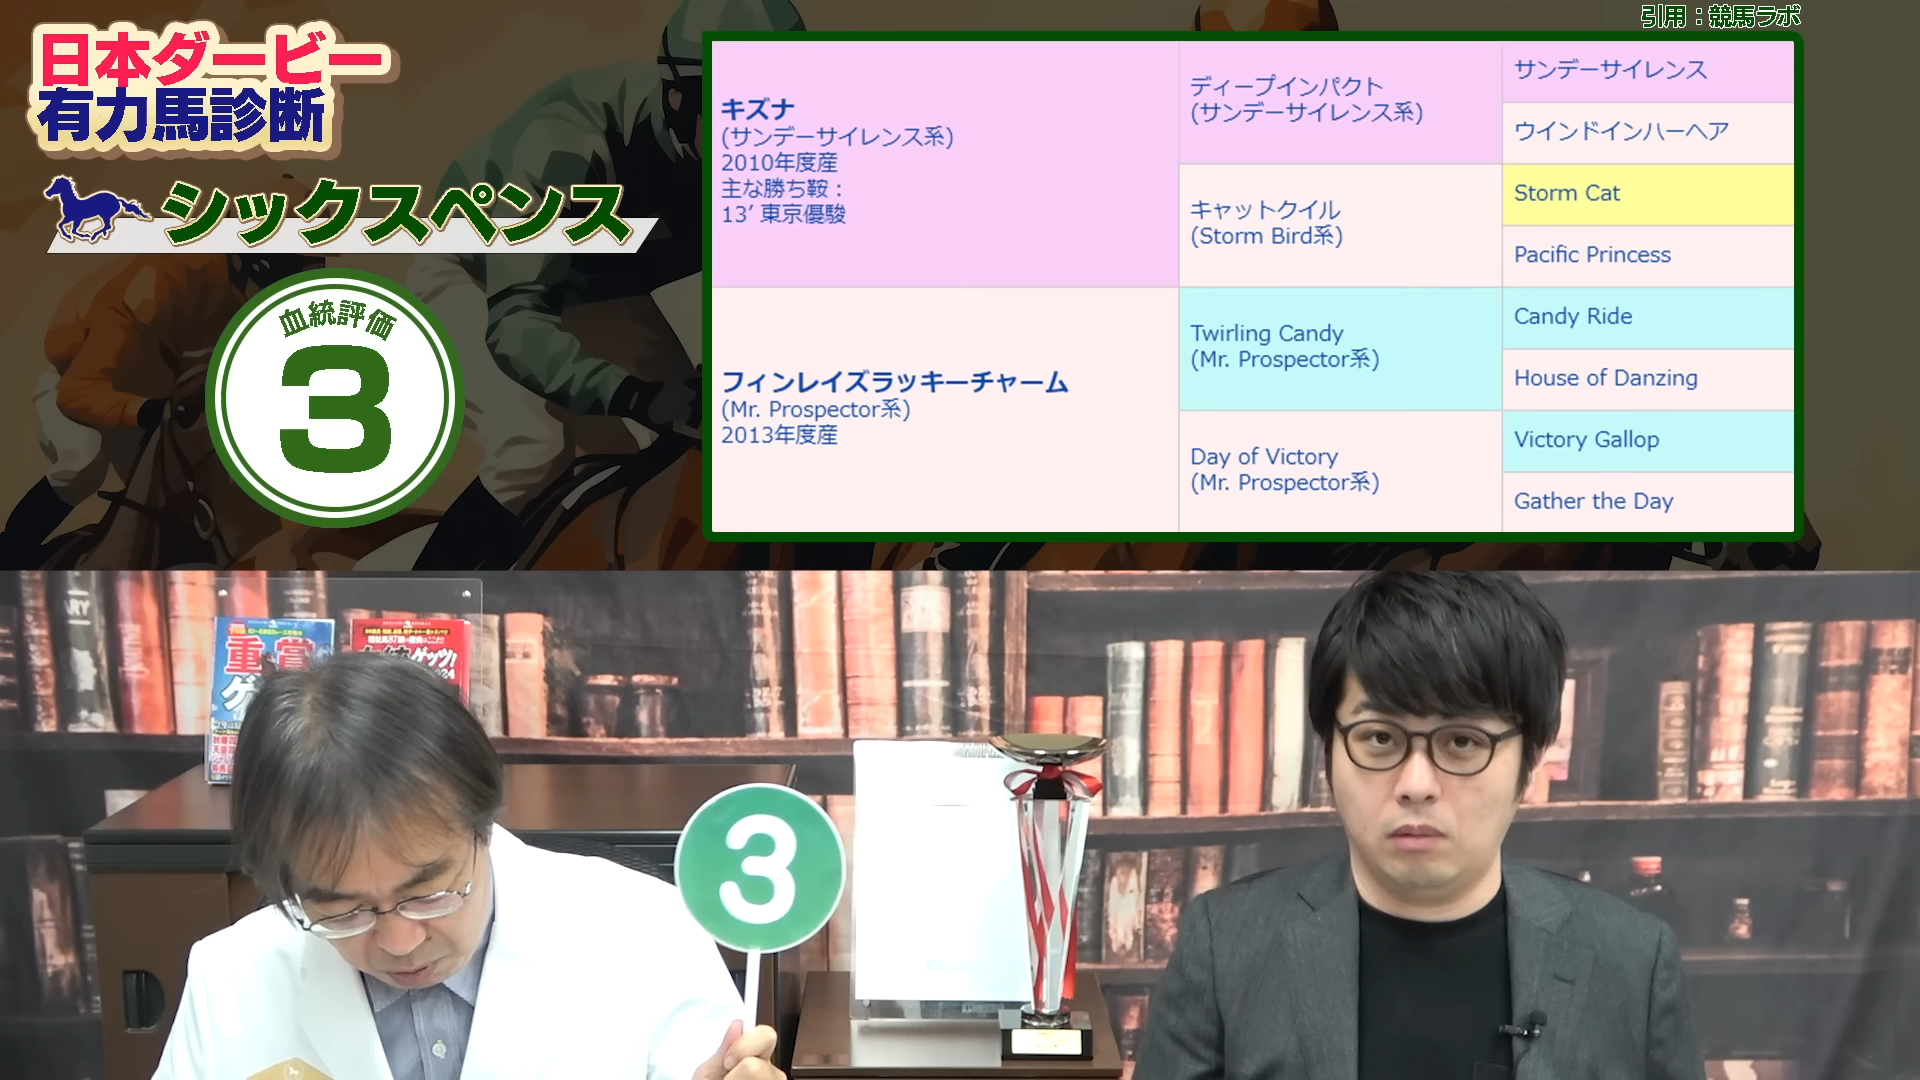 引用：競馬ラボ
日本ダービー
有力馬診断
シックスペンス
血統評価
3
キズナ
(サンデーサイレンス系)
2010年度産
主な勝ち鞍：
13’ 東京優駿
ディープインパクト
(サンデーサイレンス系)
サンデーサイレンス
ウインドインハーヘア
キャットクイル
(Storm Bird系)
Storm Cat
Pacific Princess
フィンレイズラッキーチャーム
(Mr. Prospector系)
2013年度産
Twirling Candy
(Mr. Prospector系)
Candy Ride
House of Danzing
Day of Victory
(Mr. Prospector系)
Victory Gallop
Gather the Day
重賞
3